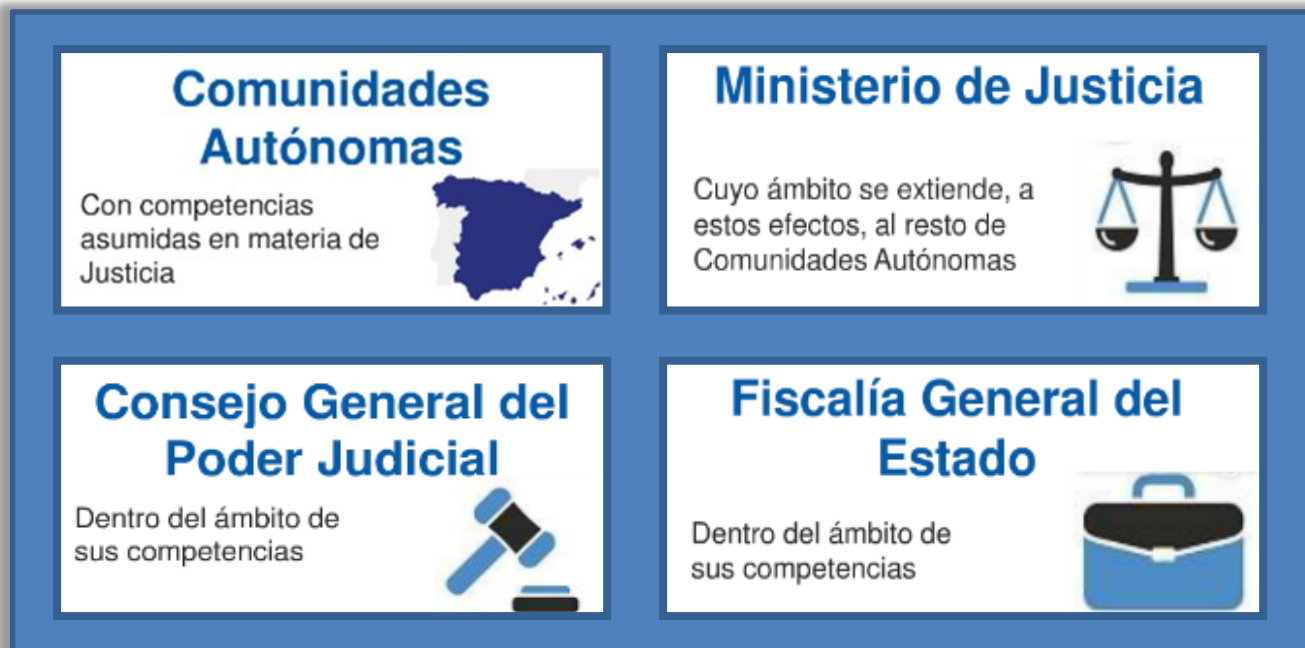 Comunidades
Autónomas
Con competencias
asumidas en materia de
Justicia
Ministerio de Justicia
Cuyo ámbito se extiende, a
estos efectos, al resto de
Comunidades Autónomas
Consejo General del
Poder Judicial
Dentro del ámbito de
sus competencias
Fiscalía General del
Estado
Dentro del ámbito de
sus competencias